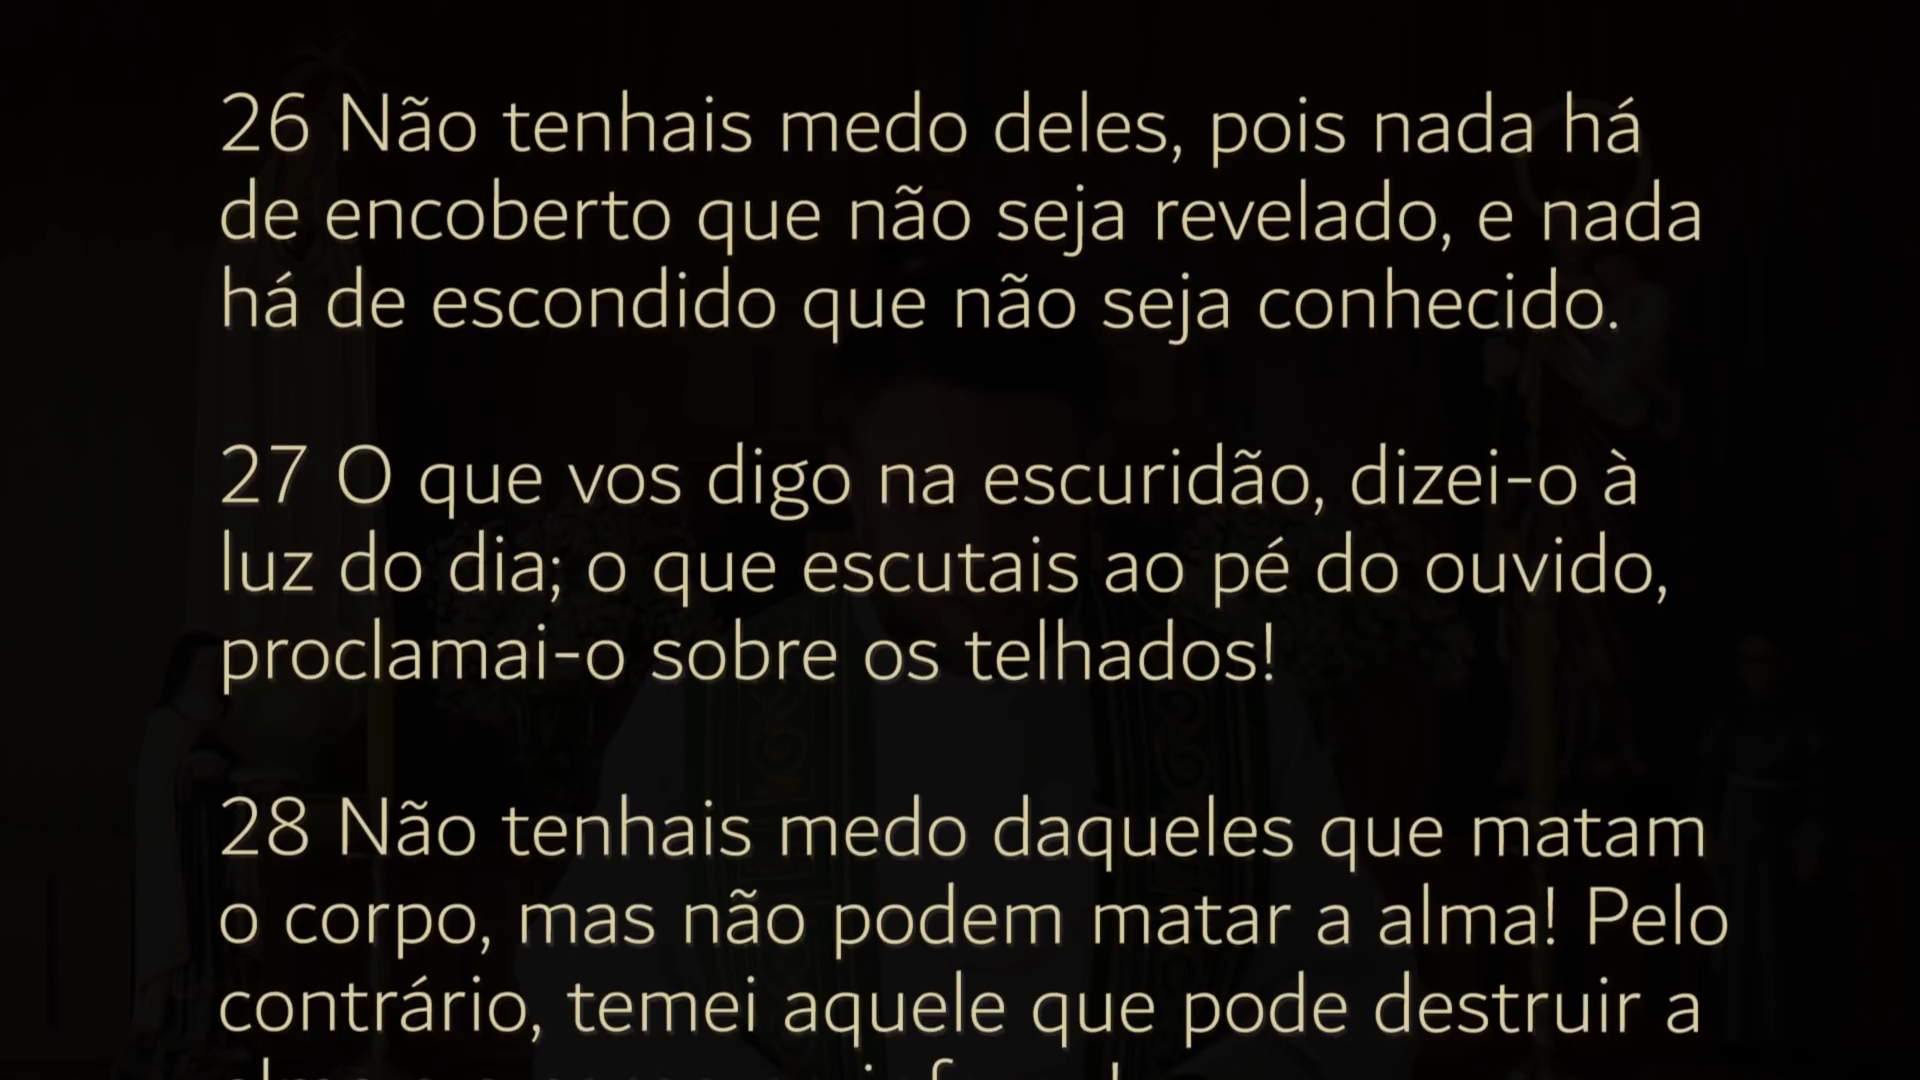 26 Não tenhais medo deles, pois nada há
de encoberto que não seja revelado, e nada
há de escondido que não seja conhecido.
27 O que vos digo na escuridão, dizei-o à
luz do dia; o que escutais ao pé do ouvido,
proclamai-o sobre os telhados!
28 Não tenhais medo daqueles que matam
o corpo, mas não podem matar a alma! Pelo
contrário, temei aquele que pode destruir a